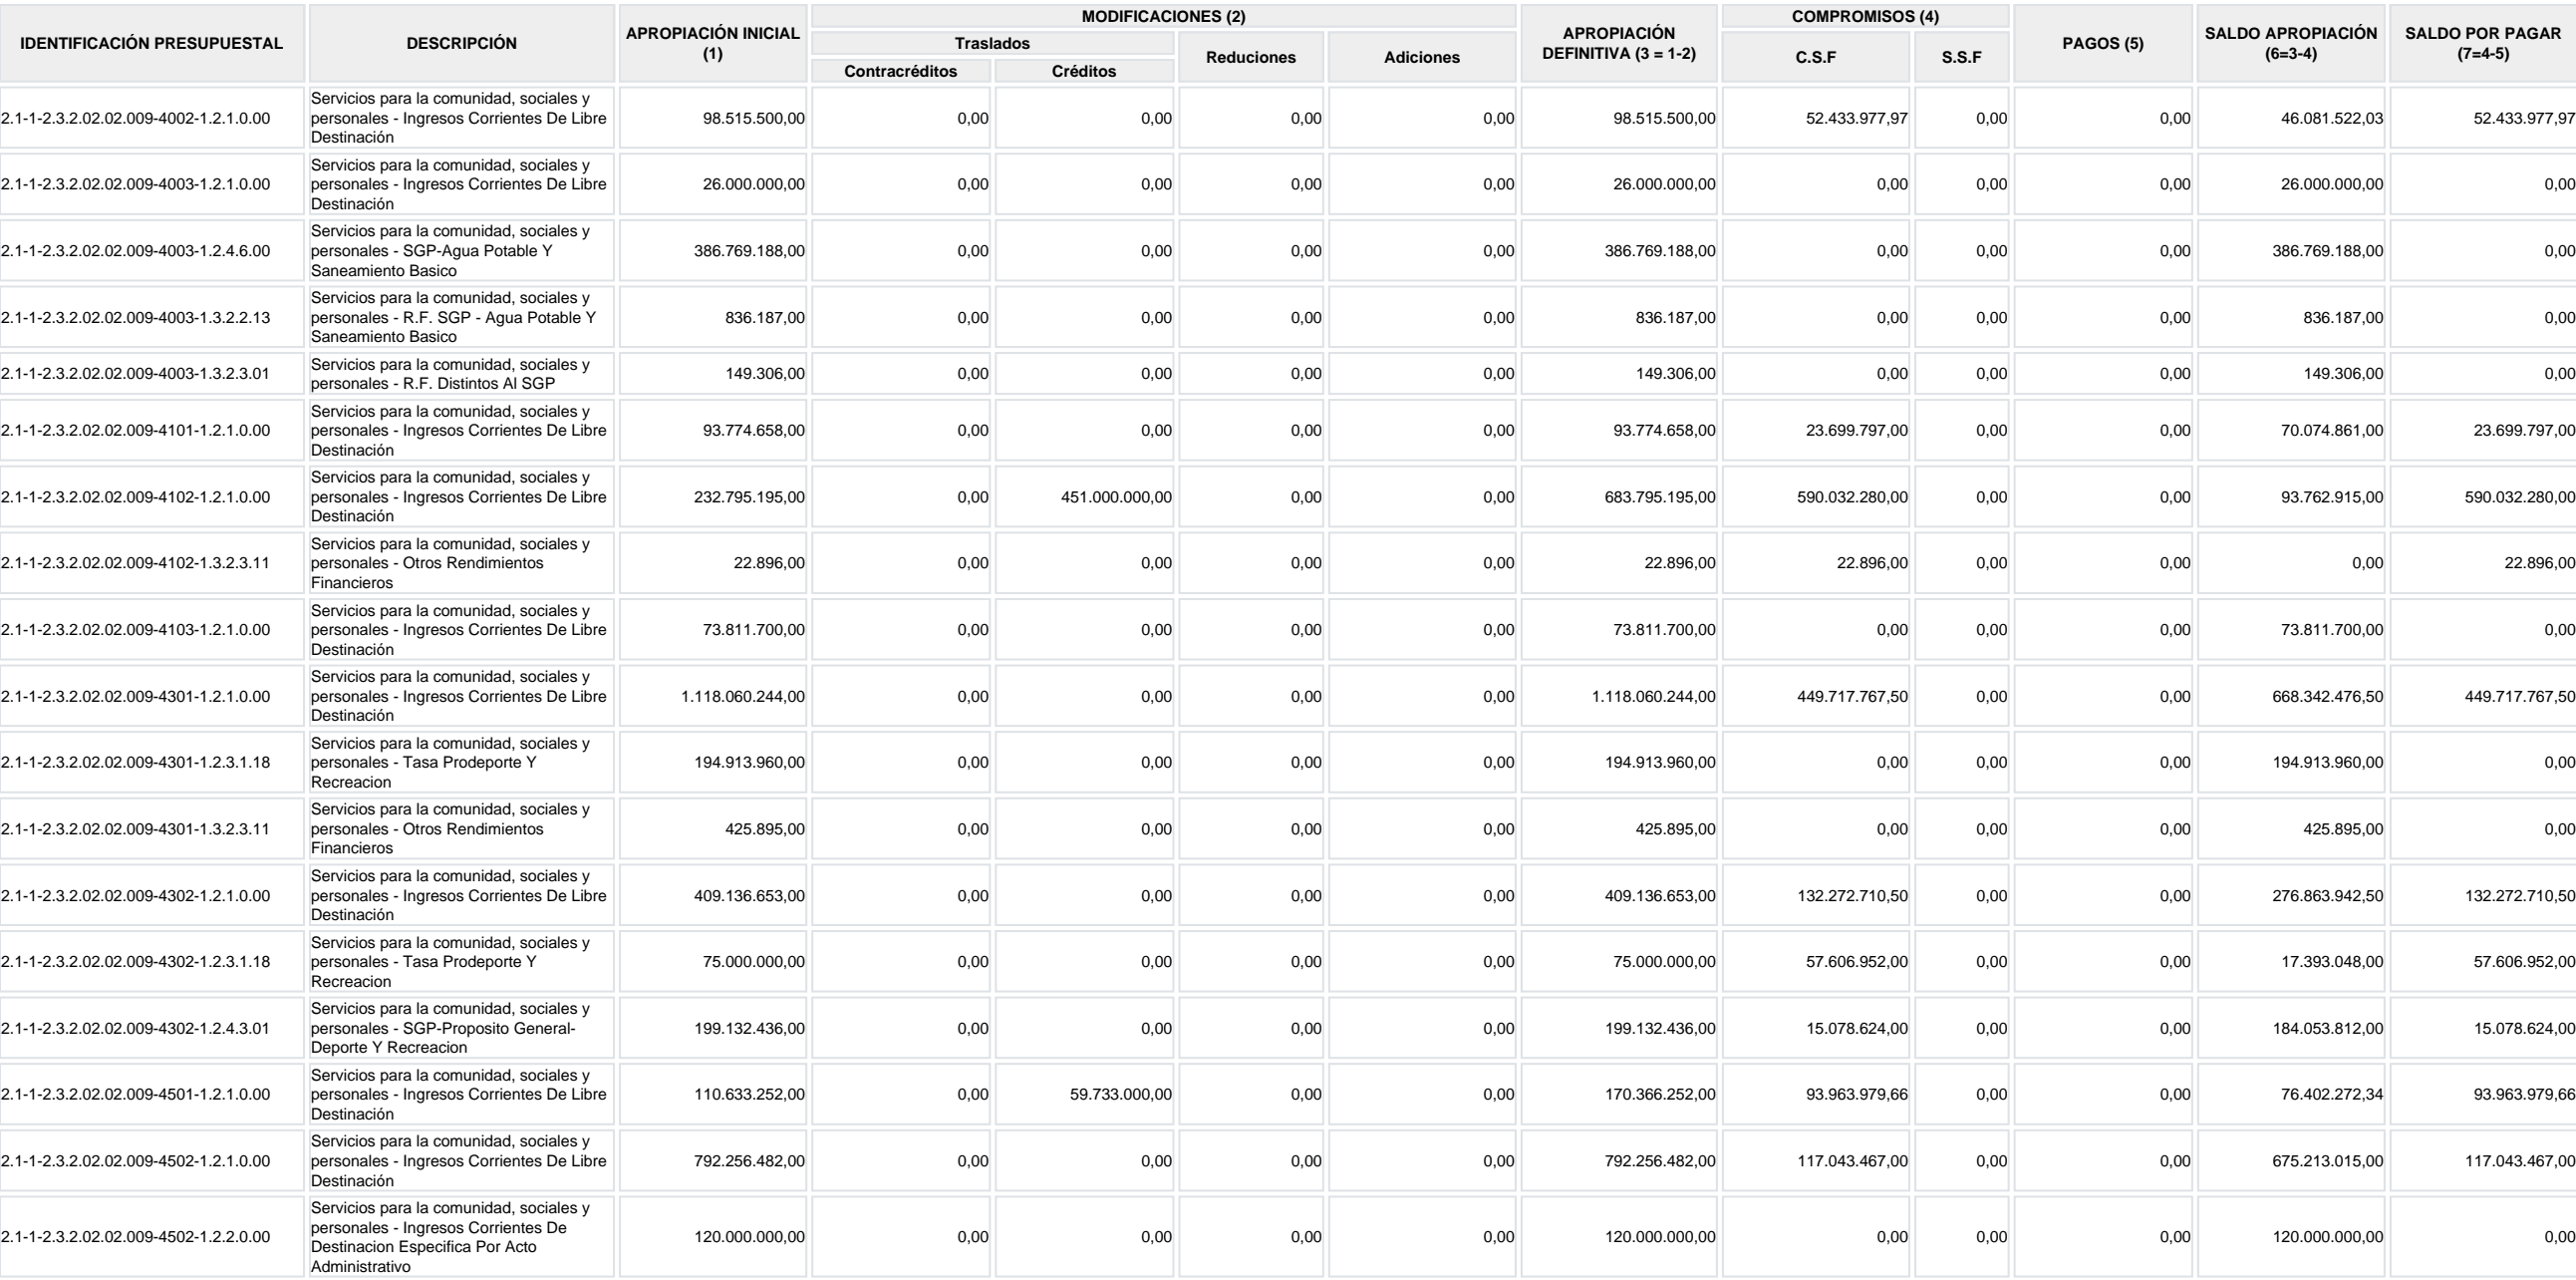 IDENTIFICACIÓN PRESUPUESTAL DESCRIPCIÓN APROPIACIÓN INICIAL (1) MODIFICACIONES (2) APROPIACIÓN DEFINITIVA (3 = 1-2) COMPROMISOS (4) PAGOS (5) SALDO APROPIACIÓN (6=3-4) SALDO POR PAGAR (7=4-5)
Traslados Reduciones Adiciones C.S.F S.S.F
Contracréditos Créditos
2.1-1-2.3.2.02.02.009-4002-1.2.1.0.00 Servicios para la comunidad, sociales y personales - Ingresos Corrientes De Libre Destinación 98.515.500,00 0,00 0,00 0,00 0,00 98.515.500,00 52.433.977,97 0,00 0,00 46.081.522,03 52.433.977,97
2.1-1-2.3.2.02.02.009-4003-1.2.1.0.00 Servicios para la comunidad, sociales y personales - Ingresos Corrientes De Libre Destinación 26.000.000,00 0,00 0,00 0,00 0,00 26.000.000,00 0,00 0,00 0,00 26.000.000,00 0,00
2.1-1-2.3.2.02.02.009-4003-1.2.4.6.00 Servicios para la comunidad, sociales y personales - SGP-Agua Potable Y Saneamiento Basico 386.769.188,00 0,00 0,00 0,00 0,00 386.769.188,00 0,00 0,00 0,00 386.769.188,00 0,00
2.1-1-2.3.2.02.02.009-4003-1.3.2.2.13 Servicios para la comunidad, sociales y personales - R.F. SGP - Agua Potable Y Saneamiento Basico 836.187,00 0,00 0,00 0,00 0,00 836.187,00 0,00 0,00 0,00 836.187,00 0,00
2.1-1-2.3.2.02.02.009-4003-1.3.2.3.01 Servicios para la comunidad, sociales y personales - R.F. Distintos Al SGP 149.306,00 0,00 0,00 0,00 0,00 149.306,00 0,00 0,00 0,00 149.306,00 0,00
2.1-1-2.3.2.02.02.009-4101-1.2.1.0.00 Servicios para la comunidad, sociales y personales - Ingresos Corrientes De Libre Destinación 93.774.658,00 0,00 0,00 0,00 0,00 93.774.658,00 23.699.797,00 0,00 0,00 70.074.861,00 23.699.797,00
2.1-1-2.3.2.02.02.009-4102-1.2.1.0.00 Servicios para la comunidad, sociales y personales - Ingresos Corrientes De Libre Destinación 232.795.195,00 0,00 451.000.000,00 0,00 0,00 683.795.195,00 590.032.280,00 0,00 0,00 93.762.915,00 590.032.280,00
2.1-1-2.3.2.02.02.009-4102-1.3.2.3.11 Servicios para la comunidad, sociales y personales - Otros Rendimientos Financieros 22.896,00 0,00 0,00 0,00 0,00 22.896,00 22.896,00 0,00 0,00 0,00 22.896,00
2.1-1-2.3.2.02.02.009-4103-1.2.1.0.00 Servicios para la comunidad, sociales y personales - Ingresos Corrientes De Libre Destinación 73.811.700,00 0,00 0,00 0,00 0,00 73.811.700,00 0,00 0,00 0,00 73.811.700,00 0,00
2.1-1-2.3.2.02.02.009-4301-1.2.1.0.00 Servicios para la comunidad, sociales y personales - Ingresos Corrientes De Libre Destinación 1.118.060.244,00 0,00 0,00 0,00 0,00 1.118.060.244,00 449.717.767,50 0,00 0,00 668.342.476,50 449.717.767,50
2.1-1-2.3.2.02.02.009-4301-1.2.3.1.18 Servicios para la comunidad, sociales y personales - Tasa Prodeporte Y Recreacion 194.913.960,00 0,00 0,00 0,00 0,00 194.913.960,00 0,00 0,00 0,00 194.913.960,00 0,00
2.1-1-2.3.2.02.02.009-4301-1.3.2.3.11 Servicios para la comunidad, sociales y personales - Otros Rendimientos Financieros 425.895,00 0,00 0,00 0,00 0,00 425.895,00 0,00 0,00 0,00 425.895,00 0,00
2.1-1-2.3.2.02.02.009-4302-1.2.1.0.00 Servicios para la comunidad, sociales y personales - Ingresos Corrientes De Libre Destinación 409.136.653,00 0,00 0,00 0,00 0,00 409.136.653,00 132.272.710,50 0,00 0,00 276.863.942,50 132.272.710,50
2.1-1-2.3.2.02.02.009-4302-1.2.3.1.18 Servicios para la comunidad, sociales y personales - Tasa Prodeporte Y Recreacion 75.000.000,00 0,00 0,00 0,00 0,00 75.000.000,00 57.606.952,00 0,00 0,00 17.393.048,00 57.606.952,00
2.1-1-2.3.2.02.02.009-4302-1.2.4.3.01 Servicios para la comunidad, sociales y personales - SGP-Proposito General-Deporte Y Recreacion 199.132.436,00 0,00 0,00 0,00 0,00 199.132.436,00 15.078.624,00 0,00 0,00 184.053.812,00 15.078.624,00
2.1-1-2.3.2.02.02.009-4501-1.2.1.0.00 Servicios para la comunidad, sociales y personales - Ingresos Corrientes De Libre Destinación 110.633.252,00 0,00 59.733.000,00 0,00 0,00 170.366.252,00 93.963.979,66 0,00 0,00 76.402.272,34 93.963.979,66
2.1-1-2.3.2.02.02.009-4502-1.2.1.0.00 Servicios para la comunidad, sociales y personales - Ingresos Corrientes De Libre Destinación 792.256.482,00 0,00 0,00 0,00 0,00 792.256.482,00 117.043.467,00 0,00 0,00 675.213.015,00 117.043.467,00
2.1-1-2.3.2.02.02.009-4502-1.2.2.0.00 Servicios para la comunidad, sociales y personales - Ingresos Corrientes De Destinacion Especifica Por Acto Administrativo 120.000.000,00 0,00 0,00 0,00 0,00 120.000.000,00 0,00 0,00 0,00 120.000.000,00 0,00